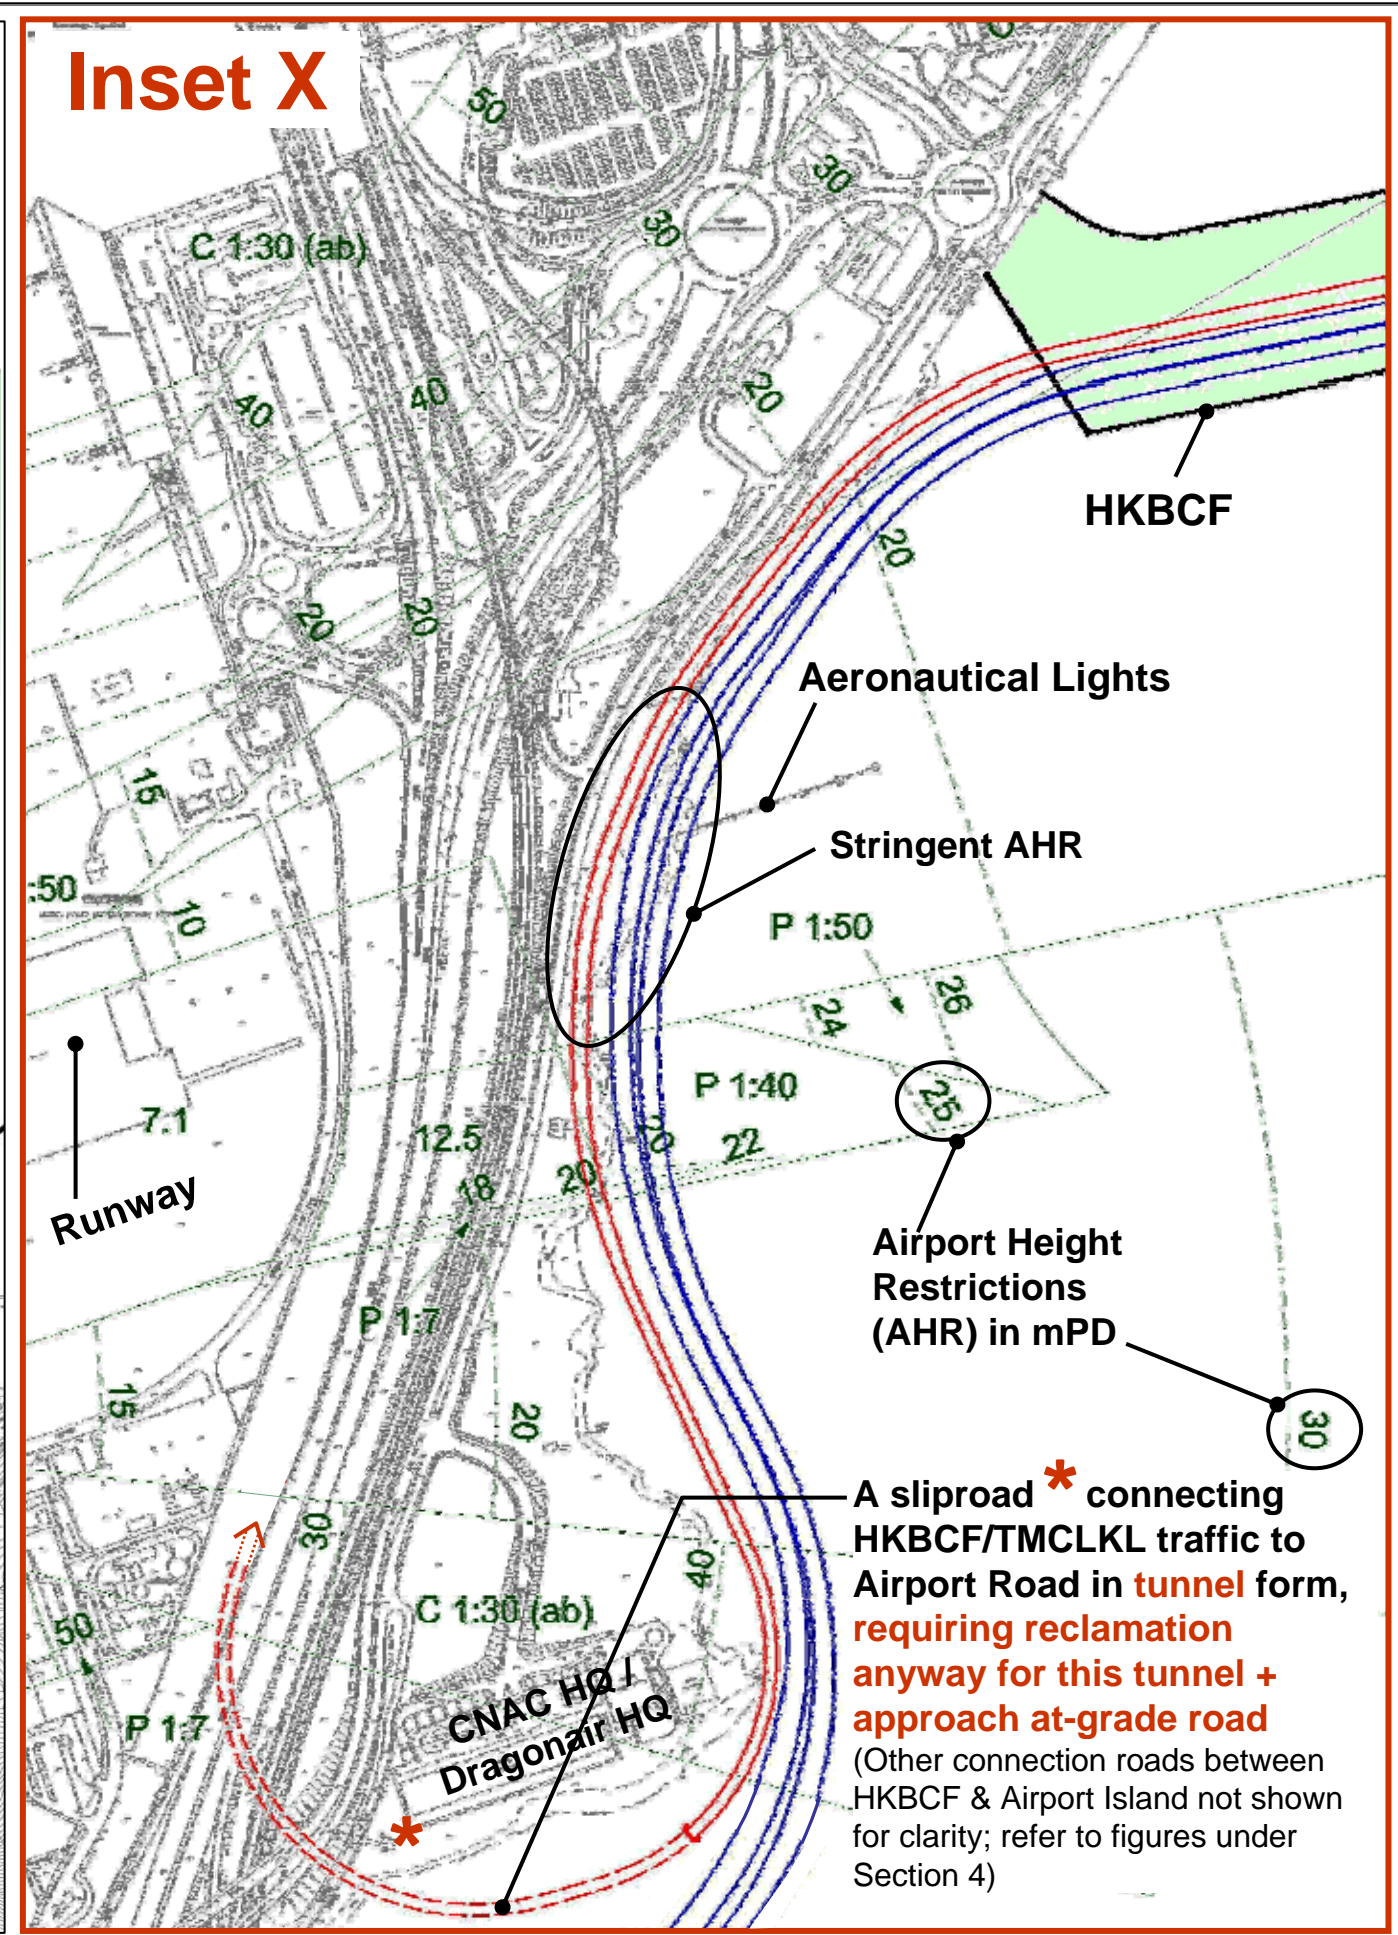 Inset X
50
30
30
C 1:30 (ab)
40
40
20
HKBCF
20
20
20
Aeronautical Lights
15
Stringent AHR
:50
10
P 1:50
24
26
P 1:40
25
7:1
12.5
20
22
18
20
Runway
Airport Height
Restrictions
(AHR) in mPD
P 1:7
15
20
30
A sliproad * connecting
HKBCF/TMCLKL traffic to
Airport Road in tunnel form,
requiring reclamation
anyway for this tunnel +
approach at-grade road
(Other connection roads between
HKBCF & Airport Island not shown
for clarity; refer to figures under
Section 4)
30
40
C 1:30 (ab)
50
P 1:7
CNAC HQ /
Dragonair HQ
*